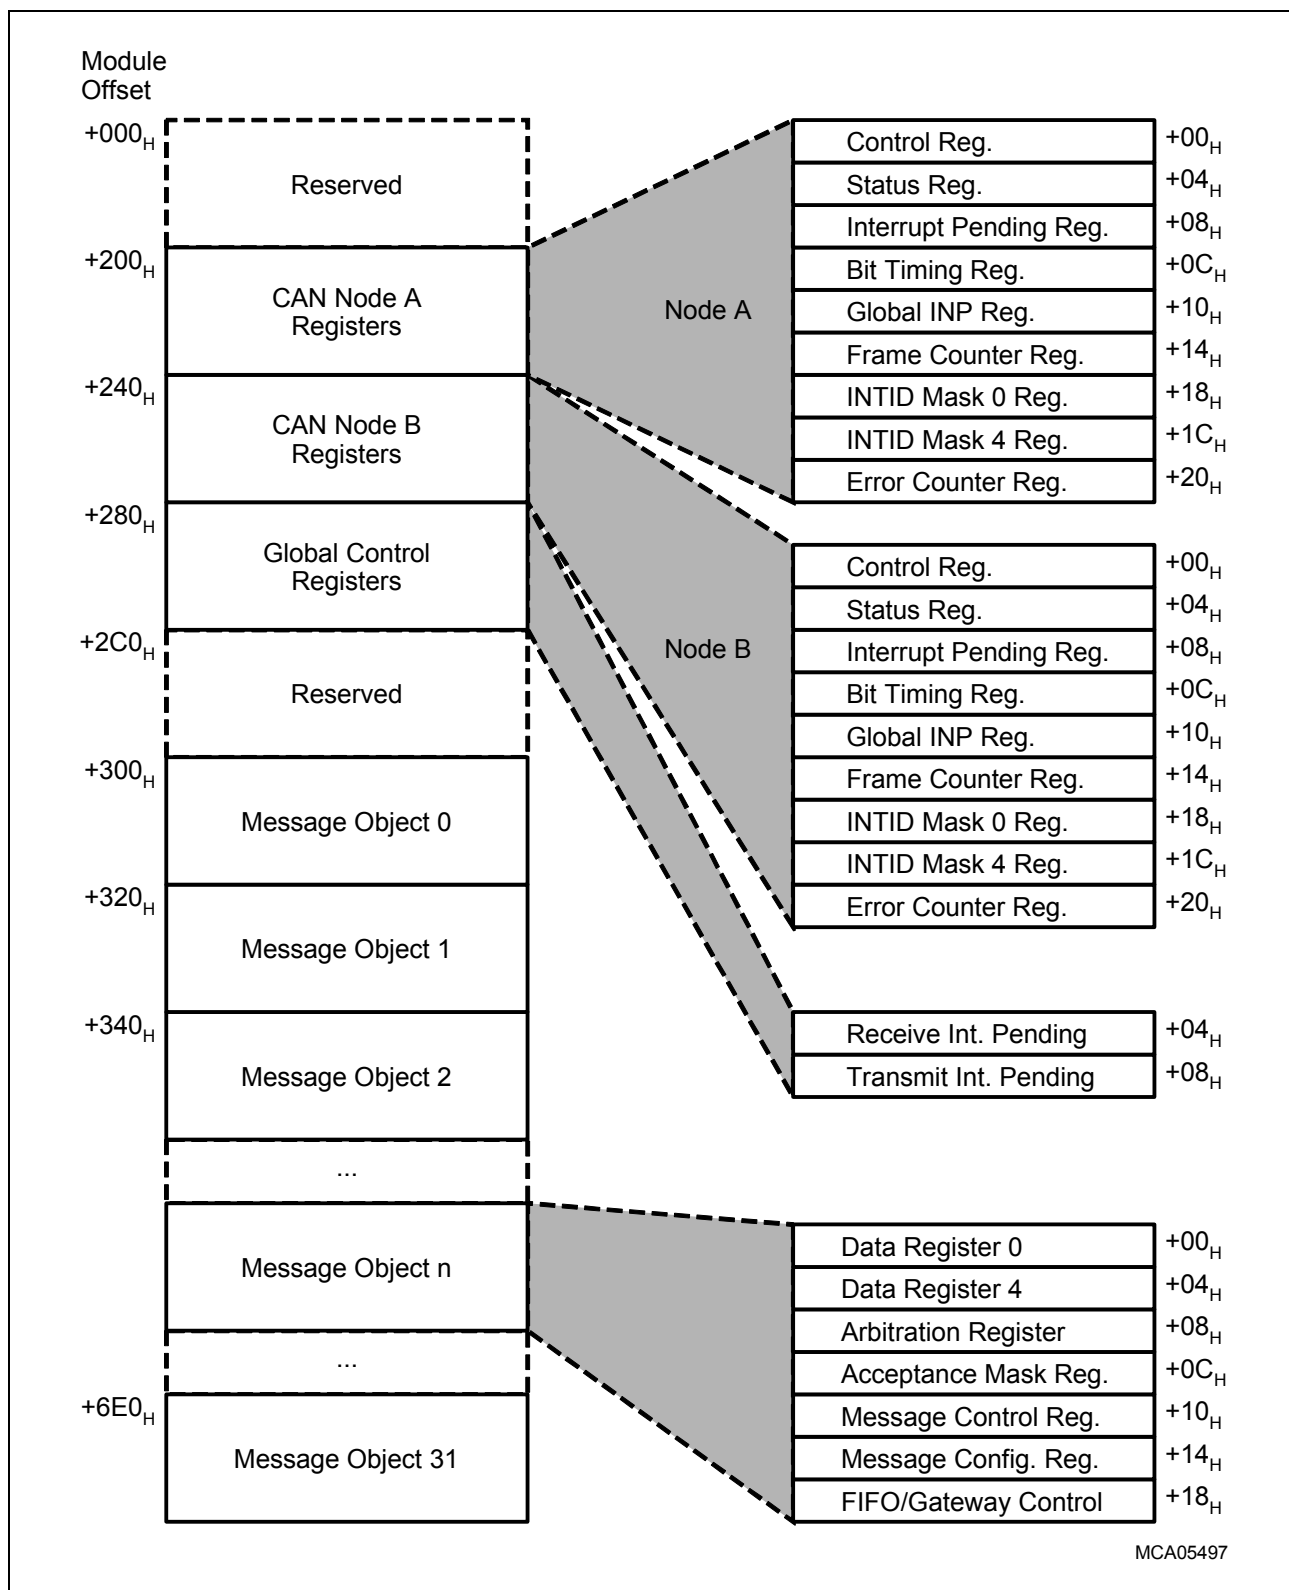 Module
Offset
+000H
Reserved
+200H
CAN Node A
Registers
+240H
CAN Node B
Registers
+280H
Global Control
Registers
+2C0H
Reserved
+300H
Message Object 0
+320H
Message Object 1
+340H
Message Object 2
...
Message Object n
...
+6E0H
Message Object 31
Node A
Control Reg. +00H
Status Reg. +04H
Interrupt Pending Reg. +08H
Bit Timing Reg. +0CH
Global INP Reg. +10H
Frame Counter Reg. +14H
INTID Mask 0 Reg. +18H
INTID Mask 4 Reg. +1CH
Error Counter Reg. +20H
Node B
Control Reg. +00H
Status Reg. +04H
Interrupt Pending Reg. +08H
Bit Timing Reg. +0CH
Global INP Reg. +10H
Frame Counter Reg. +14H
INTID Mask 0 Reg. +18H
INTID Mask 4 Reg. +1CH
Error Counter Reg. +20H
Receive Int. Pending +04H
Transmit Int. Pending +08H
Data Register 0 +00H
Data Register 4 +04H
Arbitration Register +08H
Acceptance Mask Reg. +0CH
Message Control Reg. +10H
Message Config. Reg. +14H
FIFO/Gateway Control +18H
MCA05497